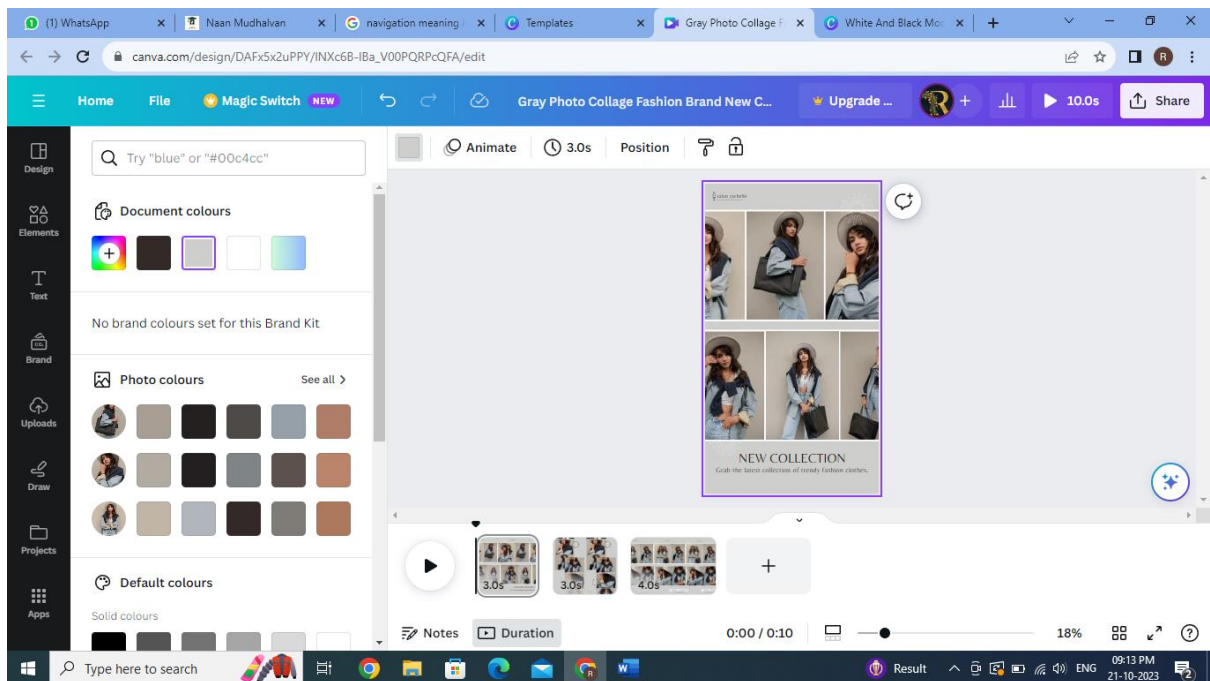 (1) WhatsApp
Naan Mudhalvan
navigation meaning
Templates
Gray Photo Collage F
White And Black Moc
canva.com/design/DAFx5x2uPPY/INXc6B-IBa_V00PQRPcQFA/edit
R
Home File Magic Switch NEW
Gray Photo Collage Fashion Brand New C...
Upgrade ...
R
10.0s
Share
Design
Elements
Text
Brand
Uploads
Draw
Projects
Apps
Try "blue" or "#00c4cc"
Document colours
No brand colours set for this Brand Kit
Photo colours See all
Default colours
Solid colours
Animate 3.0s Position
NEW COLLECTION
Grab the latest collection of trendy fashion clothes.
3.0s 3.0s 4.0s
Notes Duration 0:00 / 0:10 18%
Type here to search
Result ENG
09:13 PM
21-10-2023
2